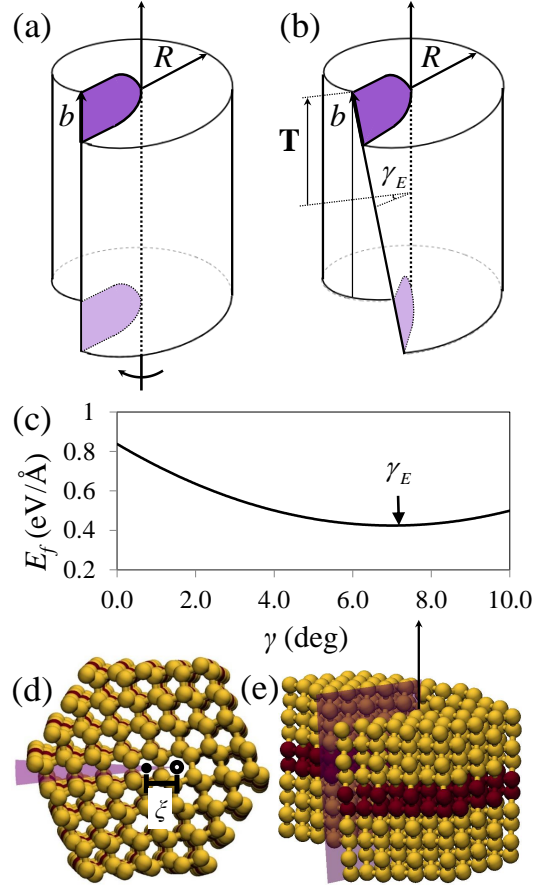 (a)
(b)
R
R
b
b
T
γ_E
(c)
1
0.8
0.6
0.4
0.2
E_f (eV/Å)
γ_E
0.0 2.0 4.0 6.0 8.0 10.0
γ (deg)
(d)
(e)
ξ